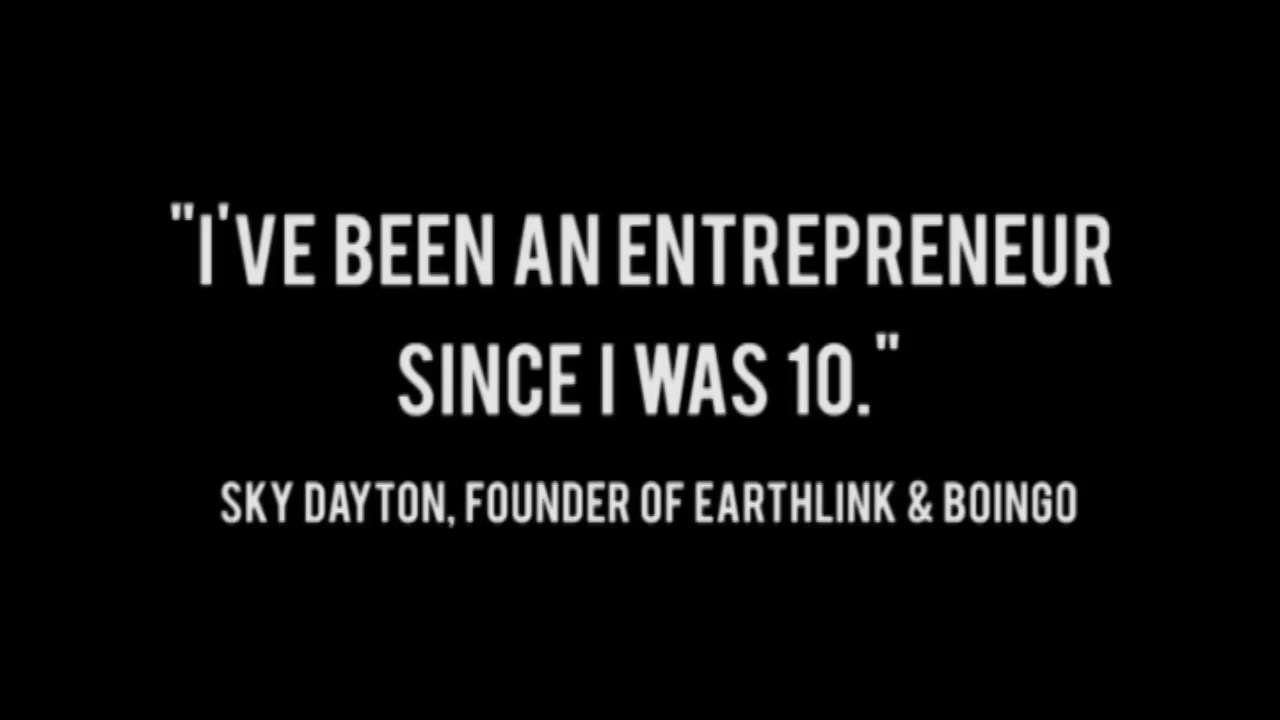 "I'VE BEEN AN ENTREPRENEUR
SINCE I WAS 10."
SKY DAYTON, FOUNDER OF EARTHLINK & BOINGO